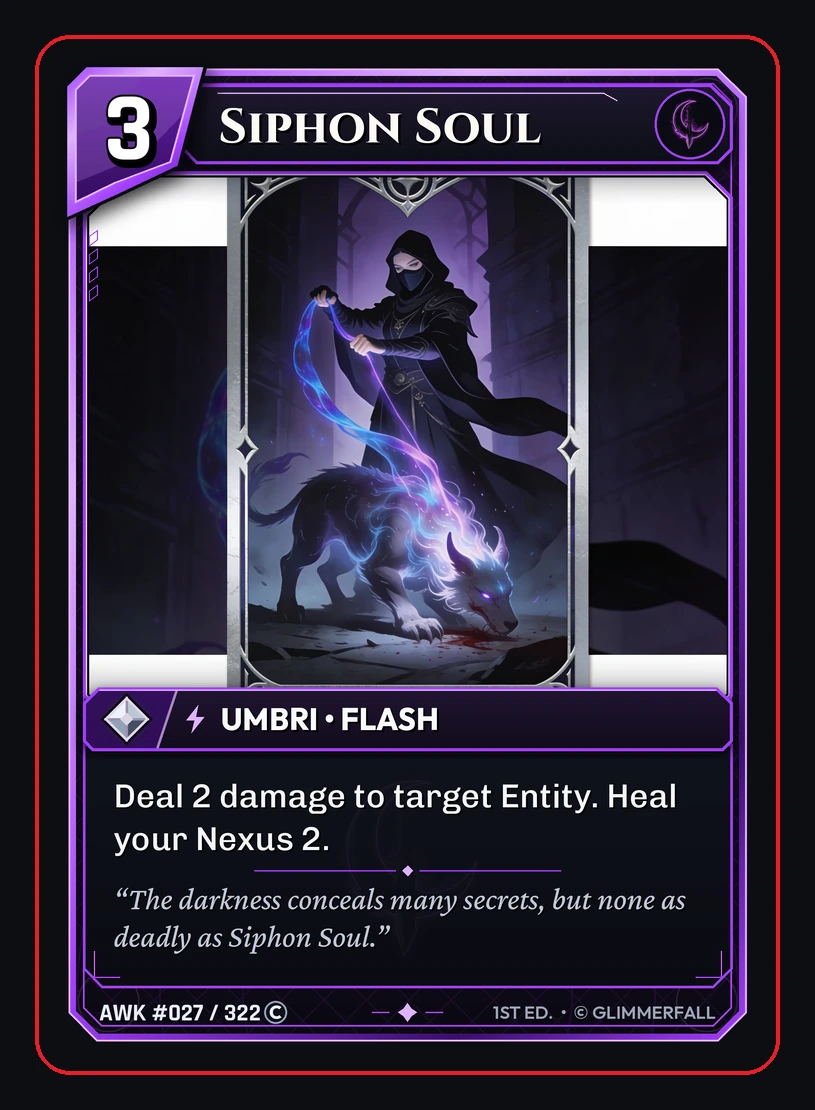 3
SIPHON SOUL
UMBRI • FLASH
Deal 2 damage to target Entity. Heal
your Nexus 2.
“The darkness conceals many secrets, but none as
deadly as Siphon Soul.”
AWK #027 / 322 Ⓒ
1ST ED. • © GLIMMERFALL